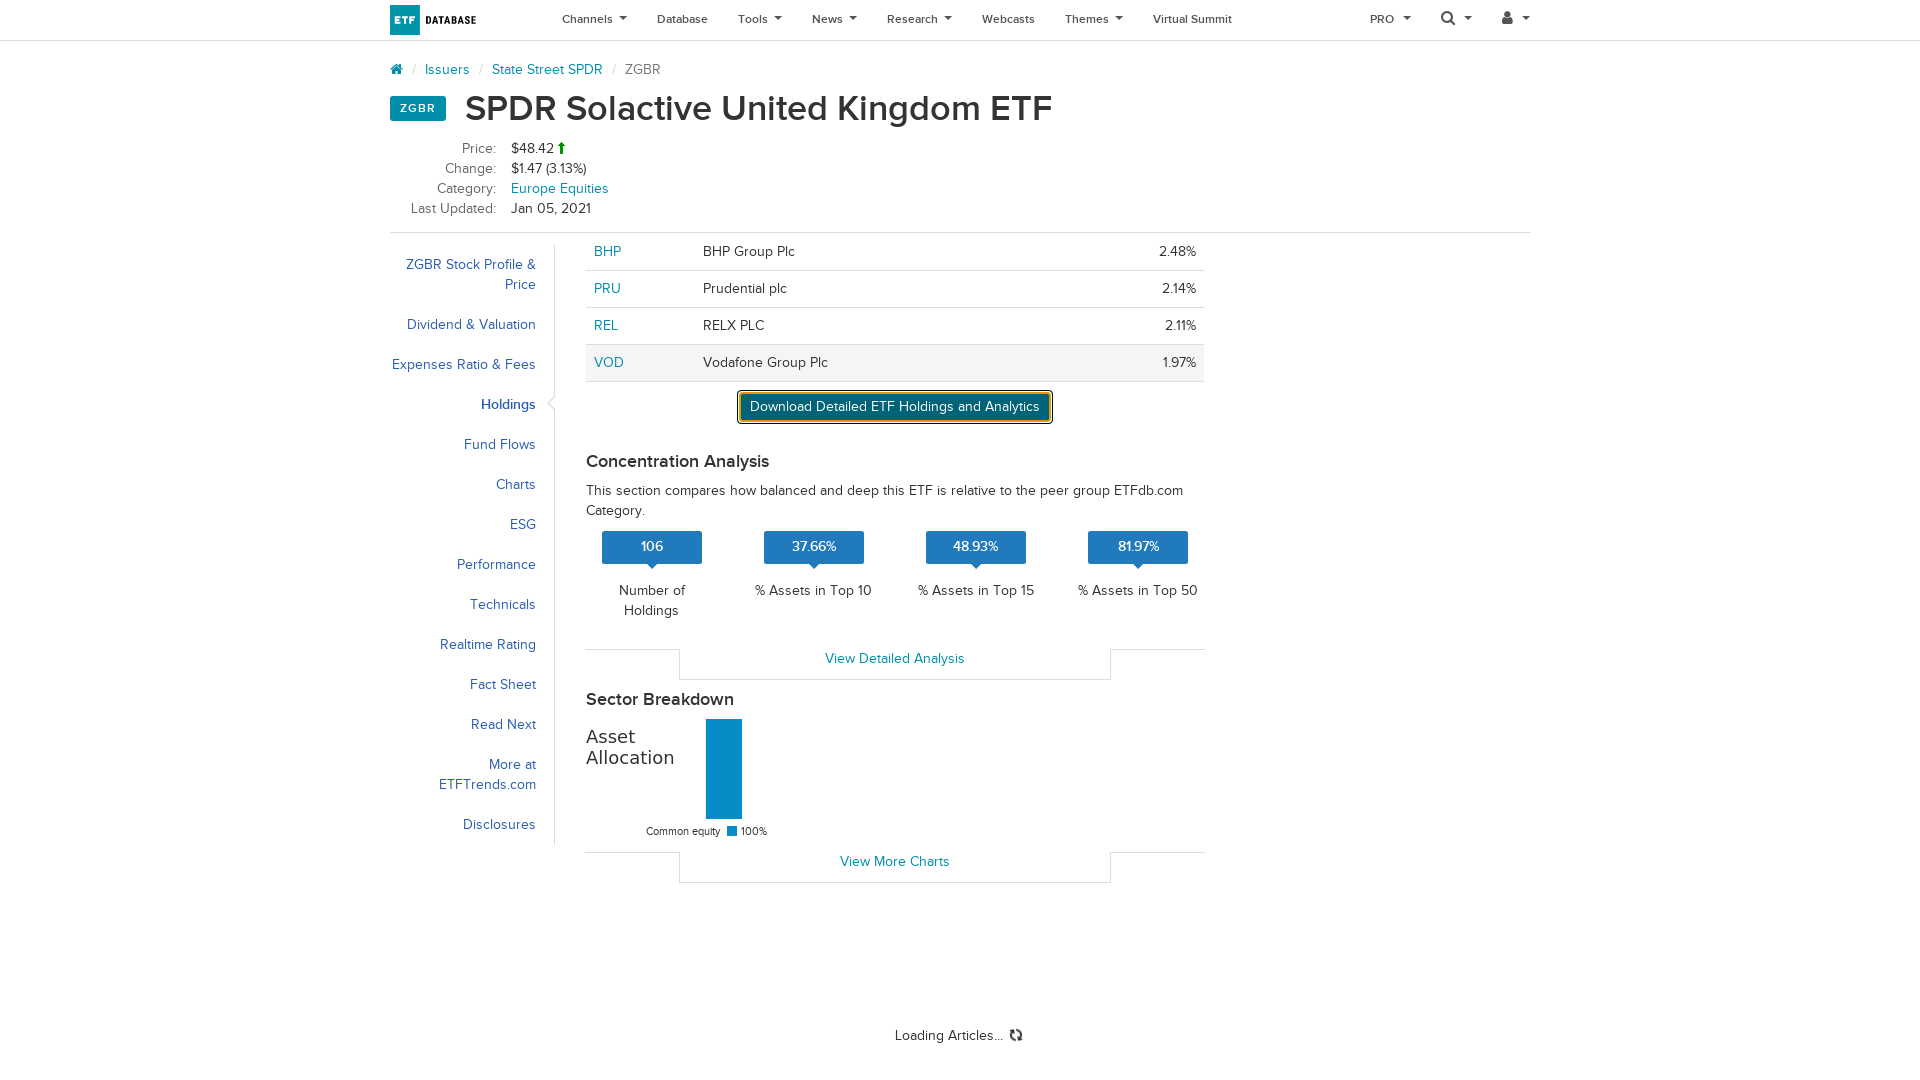 ETF DATABASE Channels Database Tools News Research Webcasts Themes Virtual Summit PRO
/ Issuers / State Street SPDR / ZGBR
ZGBR SPDR Solactive United Kingdom ETF
Price: $48.42
Change: $1.47 (3.13%)
Category: Europe Equities
Last Updated: Jan 05, 2021
ZGBR Stock Profile &
Price
Dividend & Valuation
Expenses Ratio & Fees
Holdings
Fund Flows
Charts
ESG
Performance
Technicals
Realtime Rating
Fact Sheet
Read Next
More at
ETFTrends.com
Disclosures
BHP BHP Group Plc 2.48%
PRU Prudential plc 2.14%
REL RELX PLC 2.11%
VOD Vodafone Group Plc 1.97%
Download Detailed ETF Holdings and Analytics
Concentration Analysis
This section compares how balanced and deep this ETF is relative to the peer group ETFdb.com
Category.
106 37.66% 48.93% 81.97%
Number of % Assets in Top 10 % Assets in Top 15 % Assets in Top 50
Holdings
View Detailed Analysis
Sector Breakdown
Asset
Allocation
Common equity 100%
View More Charts
Loading Articles...